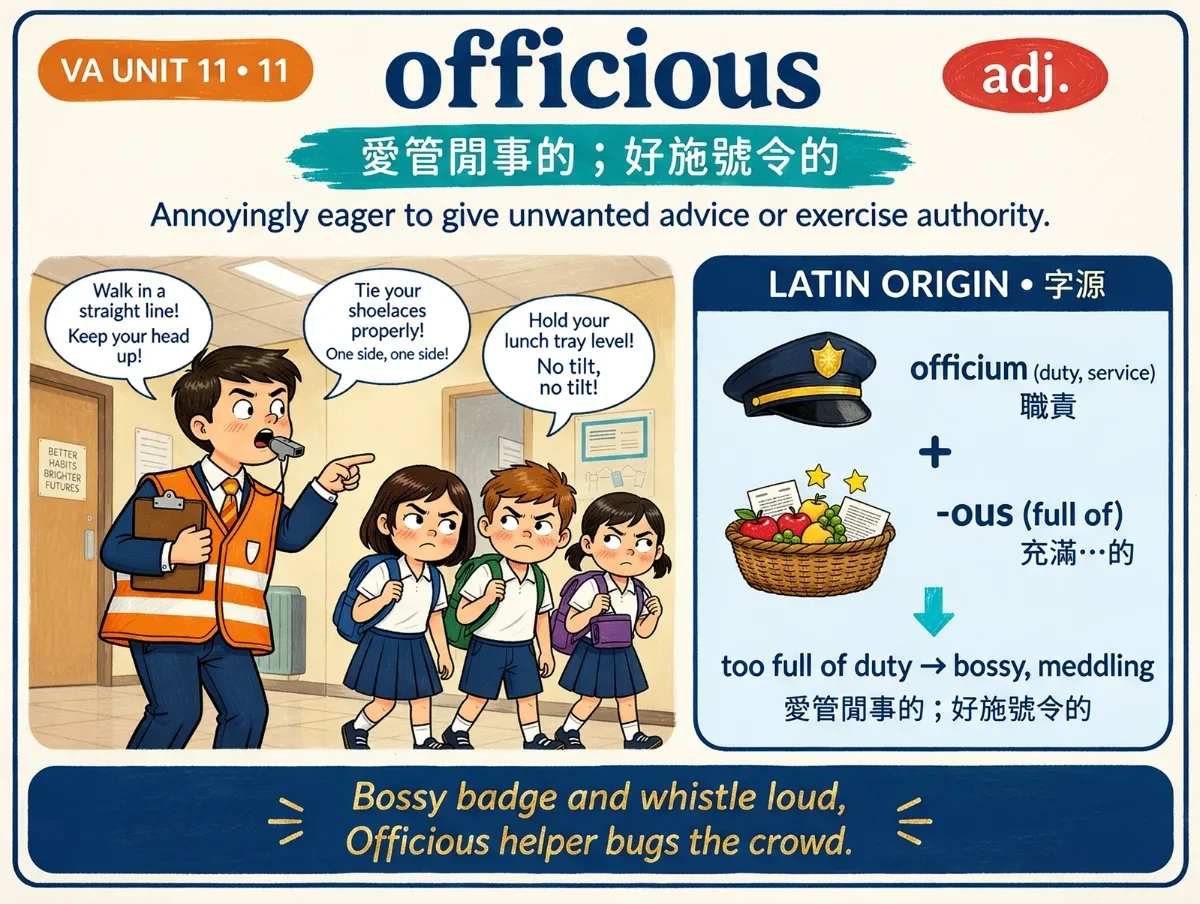 VA UNIT 11 • 11
officious
adj.
愛管閒事的；好施號令的
Annoyingly eager to give unwanted advice or exercise authority.
Walk in a
straight line!
Keep your head
up!
Tie your
shoelaces
properly!
One side, one side!
Hold your
lunch tray level!
No tilt,
no tilt!
BETTER
HABITS
BRIGHTER
FUTURES
LATIN ORIGIN • 字源
officium (duty, service)
職責
+
-ous (full of)
充滿…的
too full of duty → bossy, meddling
愛管閒事的；好施號令的
Bossy badge and whistle loud,
Officious helper bugs the crowd.